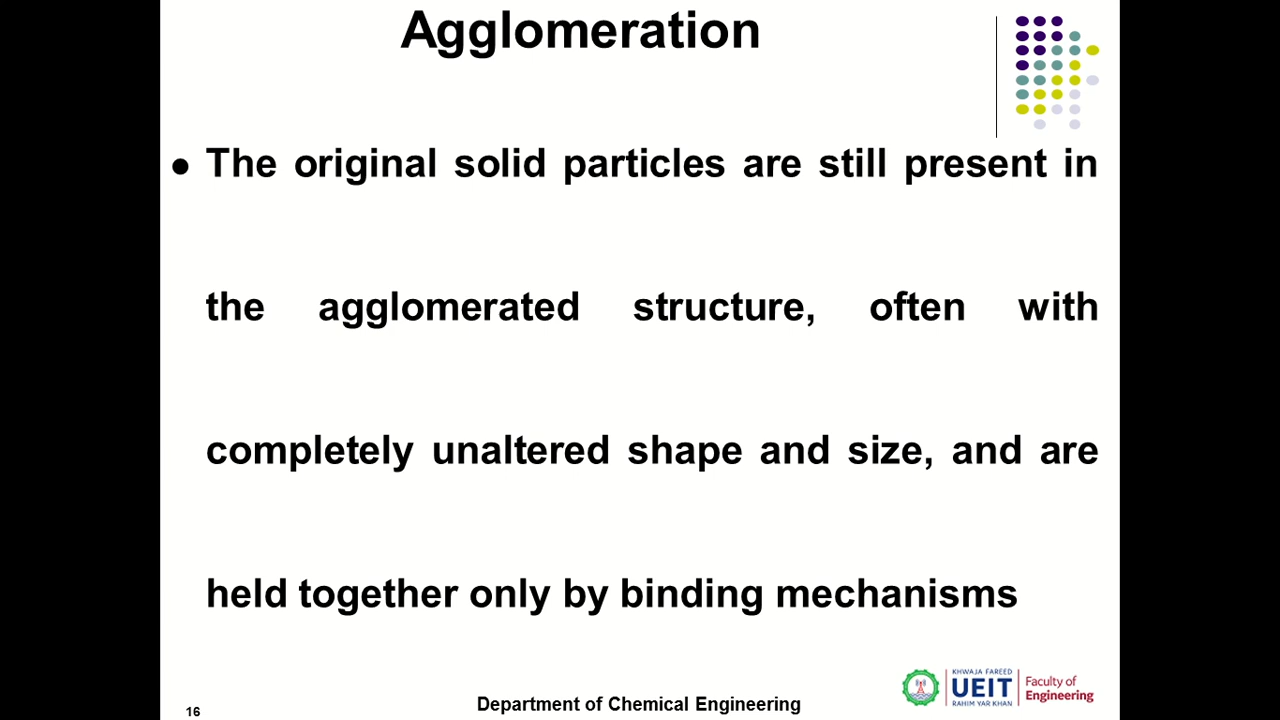 Agglomeration
● The original solid particles are still present in
the agglomerated structure, often with
completely unaltered shape and size, and are
held together only by binding mechanisms
16
Department of Chemical Engineering
KHWAJA FAREED
UEIT
RAHIM YAR KHAN
Faculty of
Engineering